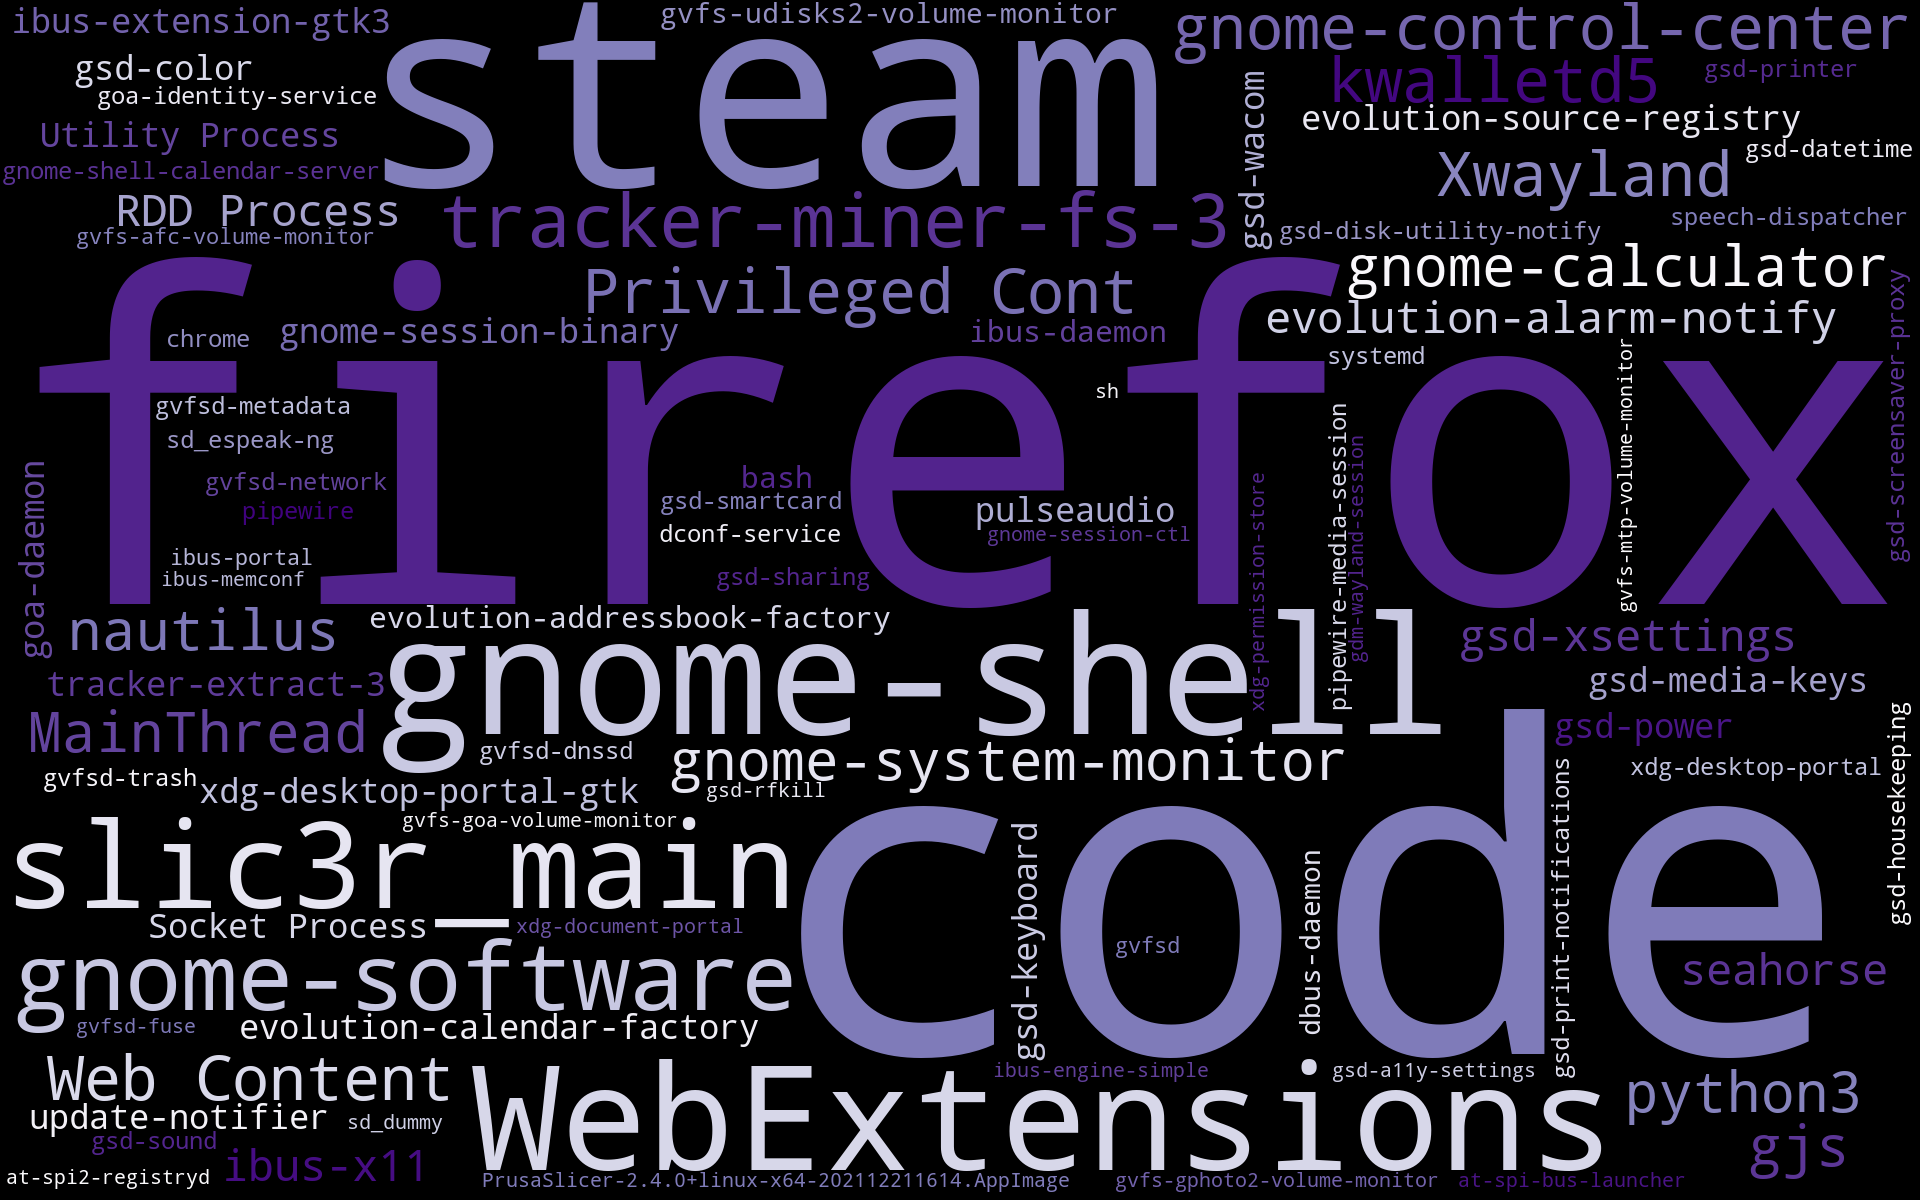 ibus-extension-gtk3
steam
gvfs-udisks2-volume-monitor
gnome-control-center
gsd-color
kwalletd5
gsd-printer
goa-identity-service
gsd-wacom
evolution-source-registry
Utility Process
gsd-datetime
gnome-shell-calendar-server
Xwayland
RDD Process
tracker-miner-fs-3
speech-dispatcher
gvfs-afc-volume-monitor
gsd-disk-utility-notify
Privileged Cont
gnome-calculator
firefox
chrome
gnome-session-binary
ibus-daemon
evolution-alarm-notify
gsd-screensaver-proxy
systemd
gvfsd-metadata
sh
gvfs-mtp-volume-monitor
sd_espeak-ng
gvfsd-network
bash
pipewire-media-session
gdm-wayland-session
pipewire
gsd-smartcard
pulseaudio
xdg-permission-store
dconf-service
gnome-session-ctl
goa-daemon
ibus-portal
ibus-memconf
gsd-sharing
nautilus
evolution-addressbook-factory
gsd-xsettings
gnome-shell
tracker-extract-3
gsd-media-keys
MainThread
gsd-power
gvfsd-dnssd
gnome-system-monitor
xdg-desktop-portal
gsd-housekeeping
gvfsd-trash
xdg-desktop-portal-gtk
gsd-rfkill
gvfs-goa-volume-monitor
slic3r_main
code
gsd-keyboard
dbus-daemon
gsd-print-notifications
Socket Process
xdg-document-portal
gvfsd
gnome-software
seahorse
gvfsd-fuse
evolution-calendar-factory
Web Content
WebExtensions
ibus-engine-simple
gsd-a11y-settings
python3
update-notifier
sd_dummy
gsd-sound
gjs
ibus-x11
at-spi2-registryd
PrusaSlicer-2.4.0+linux-x64-202112211614.AppImage
gvfs-gphoto2-volume-monitor
at-spi-bus-launcher